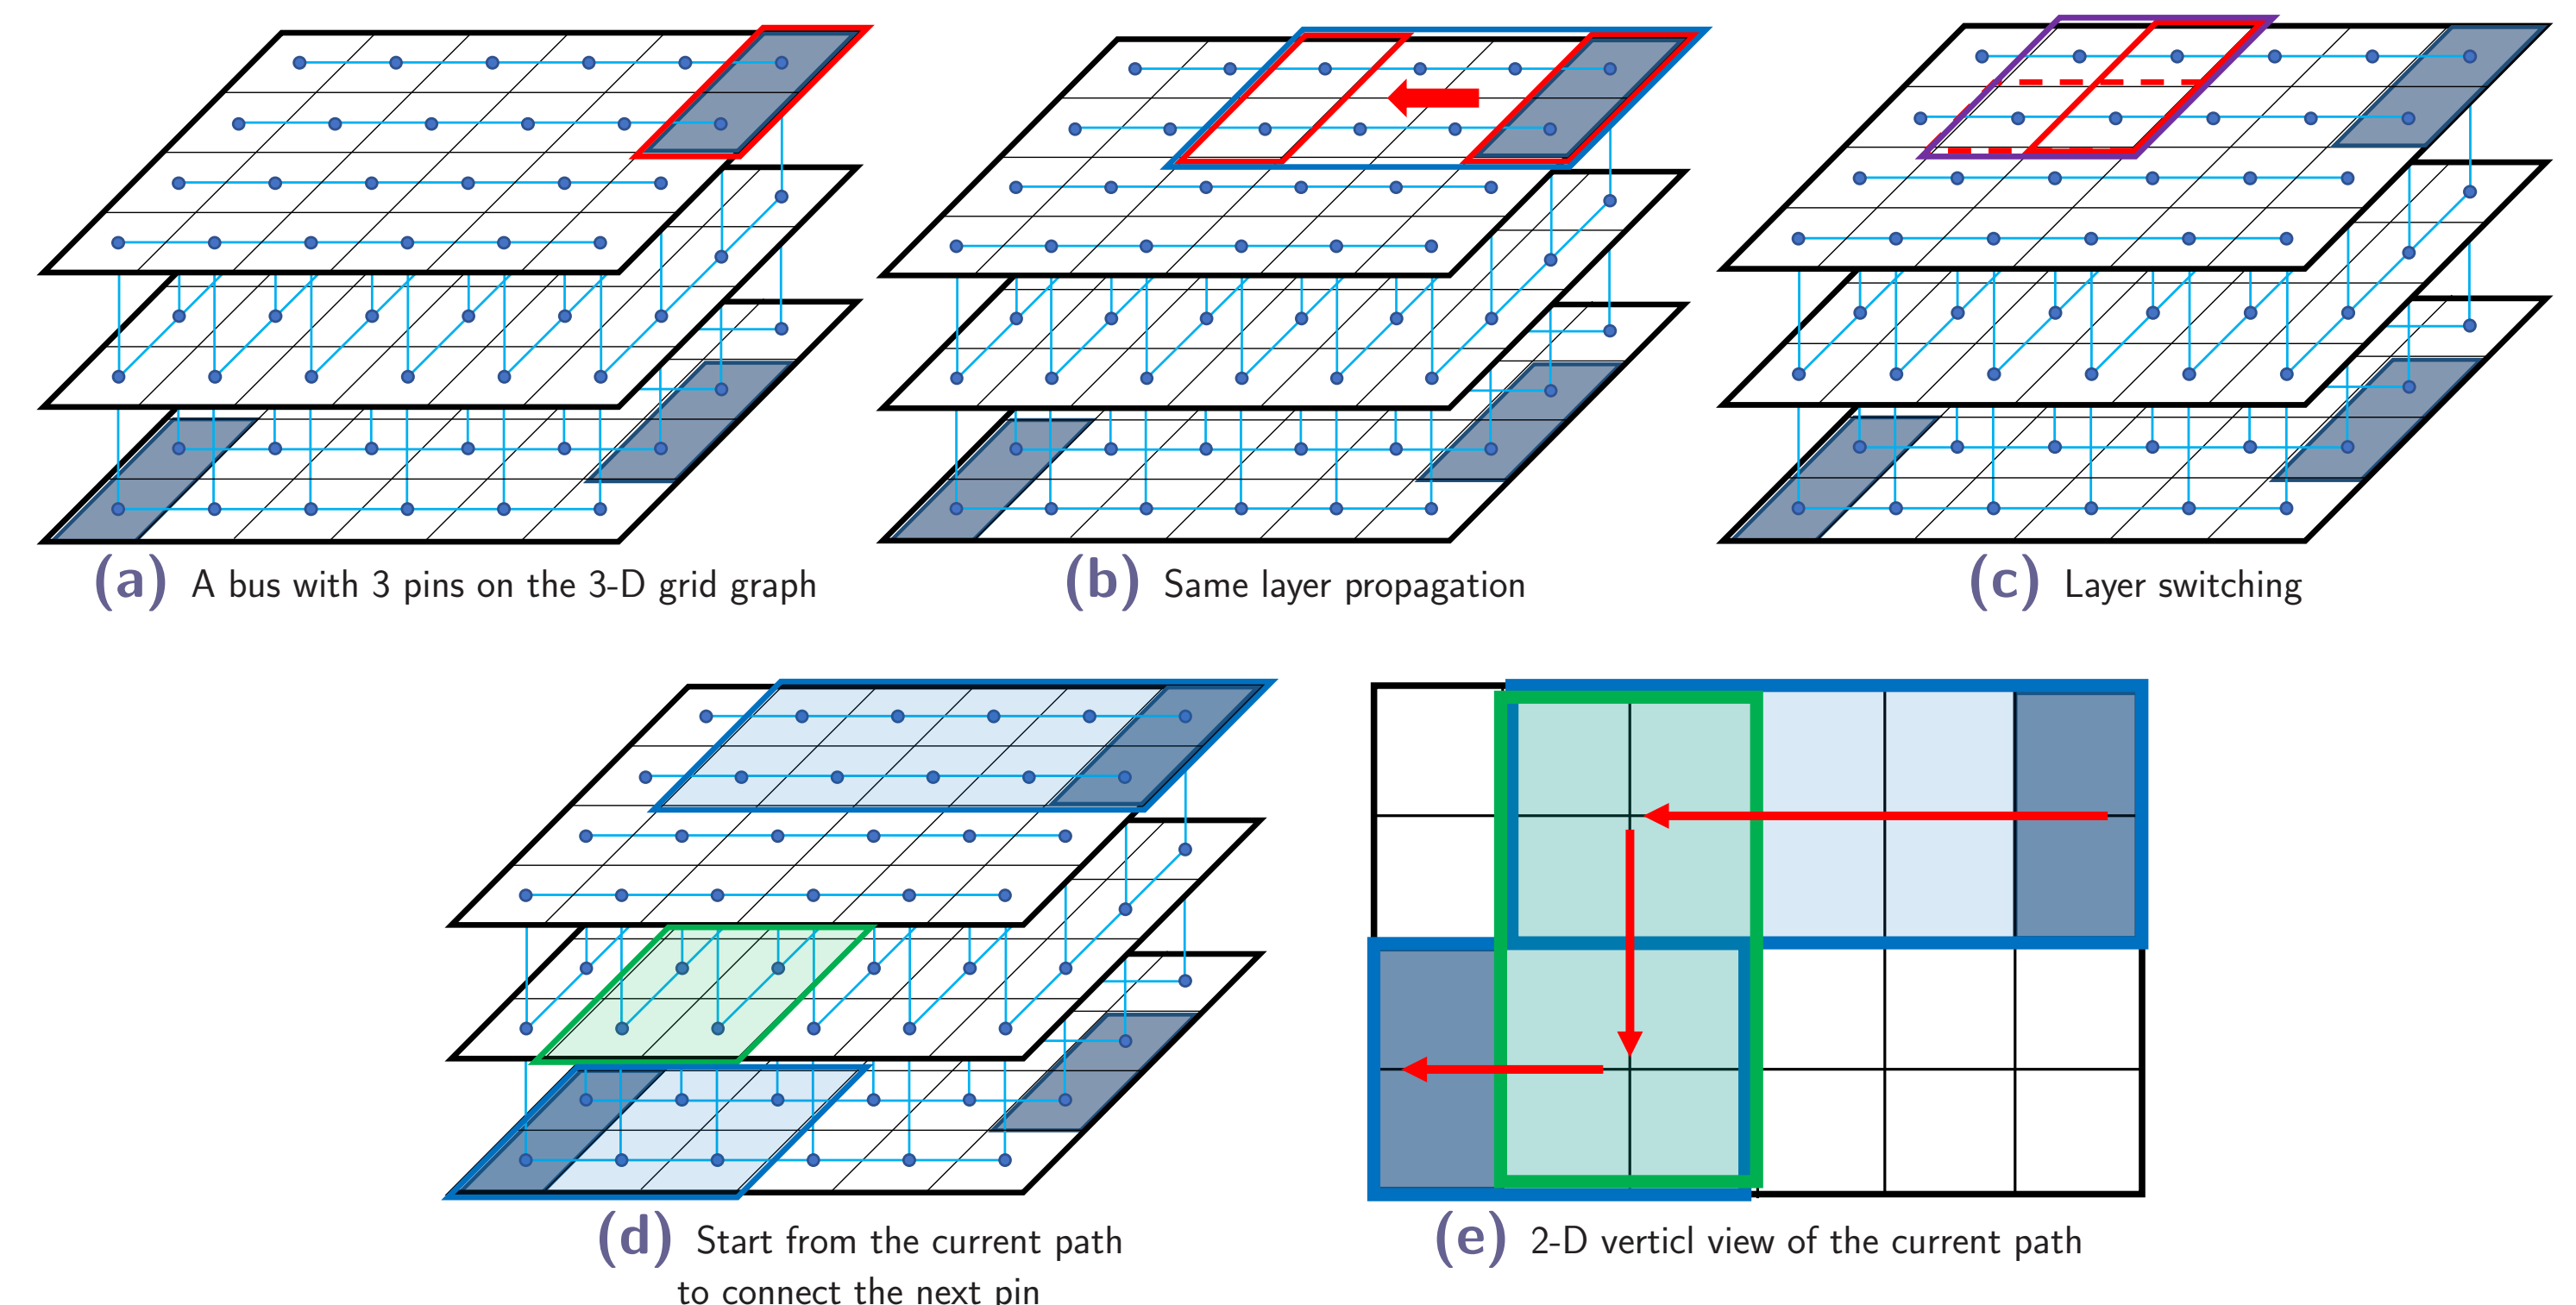 (a) A bus with 3 pins on the 3-D grid graph
(b) Same layer propagation
(c) Layer switching
(d) Start from the current path
to connect the next pin
(e) 2-D verticl view of the current path